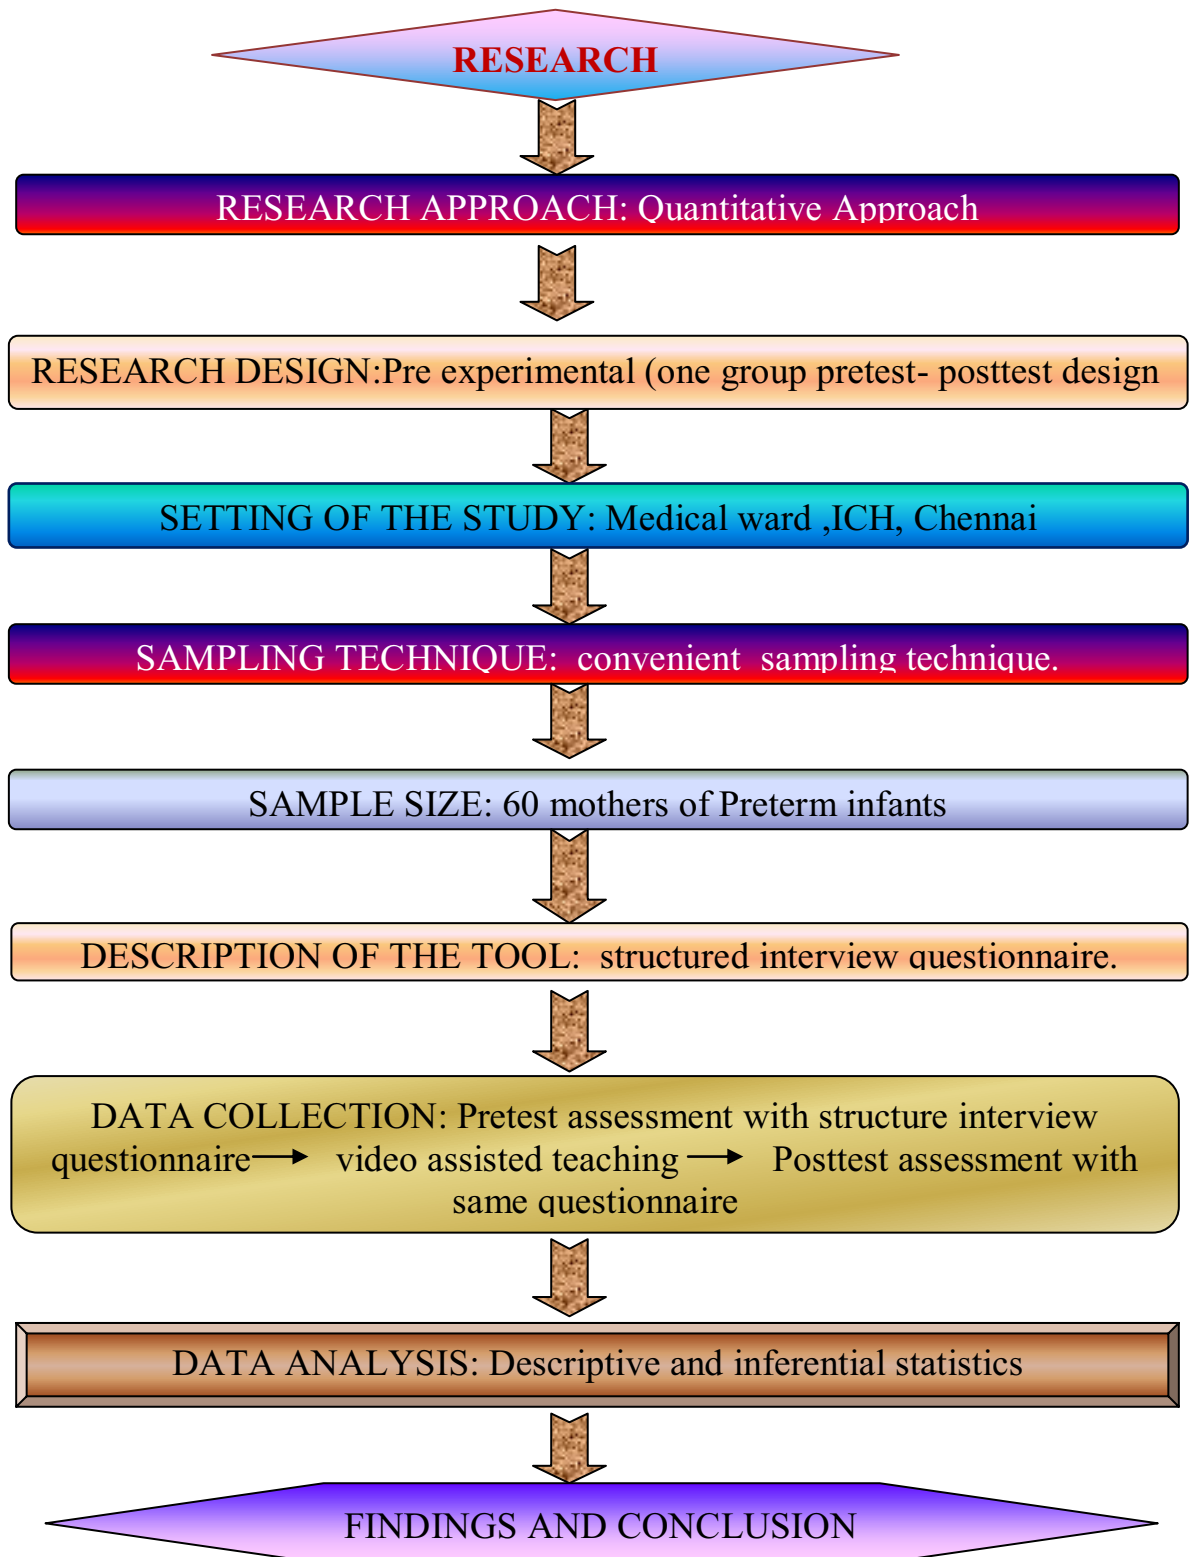 RESEARCH
RESEARCH APPROACH: Quantitative Approach
RESEARCH DESIGN:Pre experimental (one group pretest- posttest design
SETTING OF THE STUDY: Medical ward ,ICH, Chennai
SAMPLING TECHNIQUE: convenient sampling technique.
SAMPLE SIZE: 60 mothers of Preterm infants
DESCRIPTION OF THE TOOL: structured interview questionnaire.
DATA COLLECTION: Pretest assessment with structure interview
questionnaire → video assisted teaching → Posttest assessment with
same questionnaire
DATA ANALYSIS: Descriptive and inferential statistics
FINDINGS AND CONCLUSION